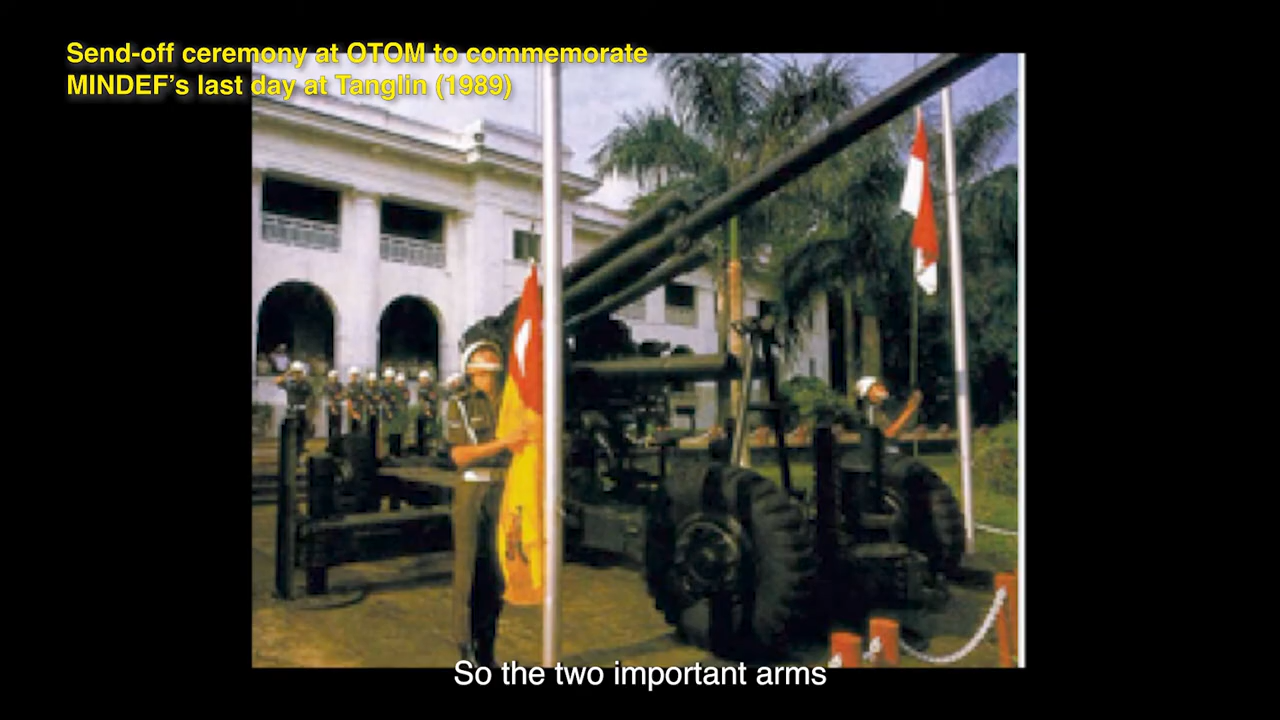 Send-off ceremony at OTOM to commemorate
MINDEF's last day at Tanglin (1989)
So the two important arms